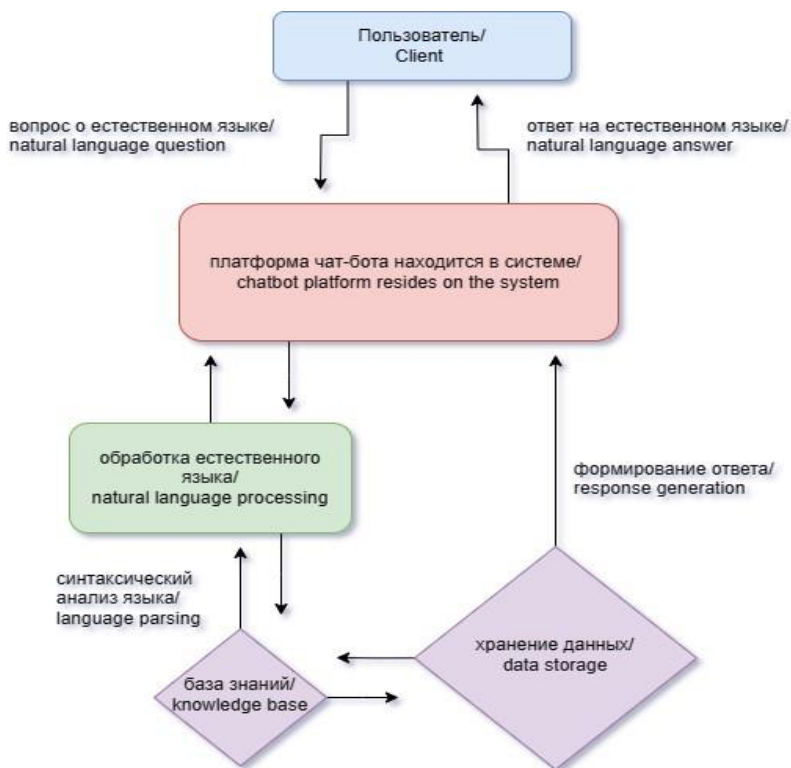 Пользователь/
Client
вопрос о естественном языке/
natural language question
ответ на естественном языке/
natural language answer
платформа чат-бота находится в системе/
chatbot platform resides on the system
обработка естественного
языка/
natural language processing
формирование ответа/
response generation
синтаксический
анализ языка/
language parsing
хранение данных/
data storage
база знаний/
knowledge base